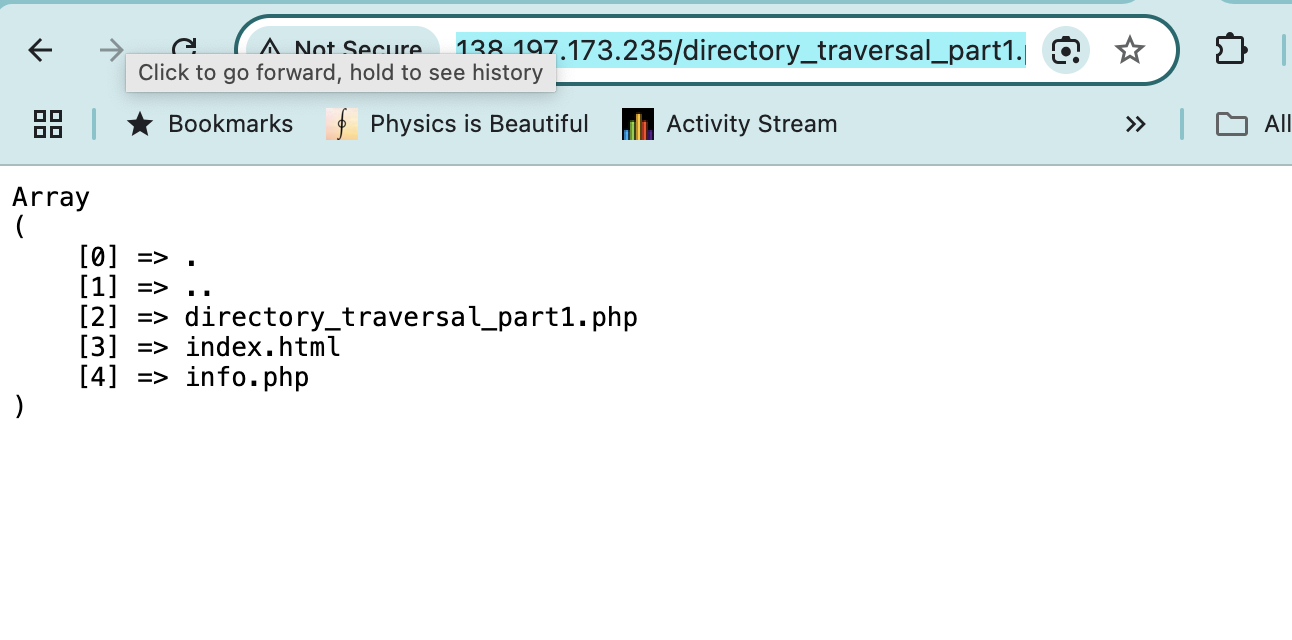 Not Secure 138.197.173.235/directory_traversal_part1.
Click to go forward, hold to see history
Bookmarks Physics is Beautiful Activity Stream » All
Array
(
    [0] => .
    [1] => ..
    [2] => directory_traversal_part1.php
    [3] => index.html
    [4] => info.php
)